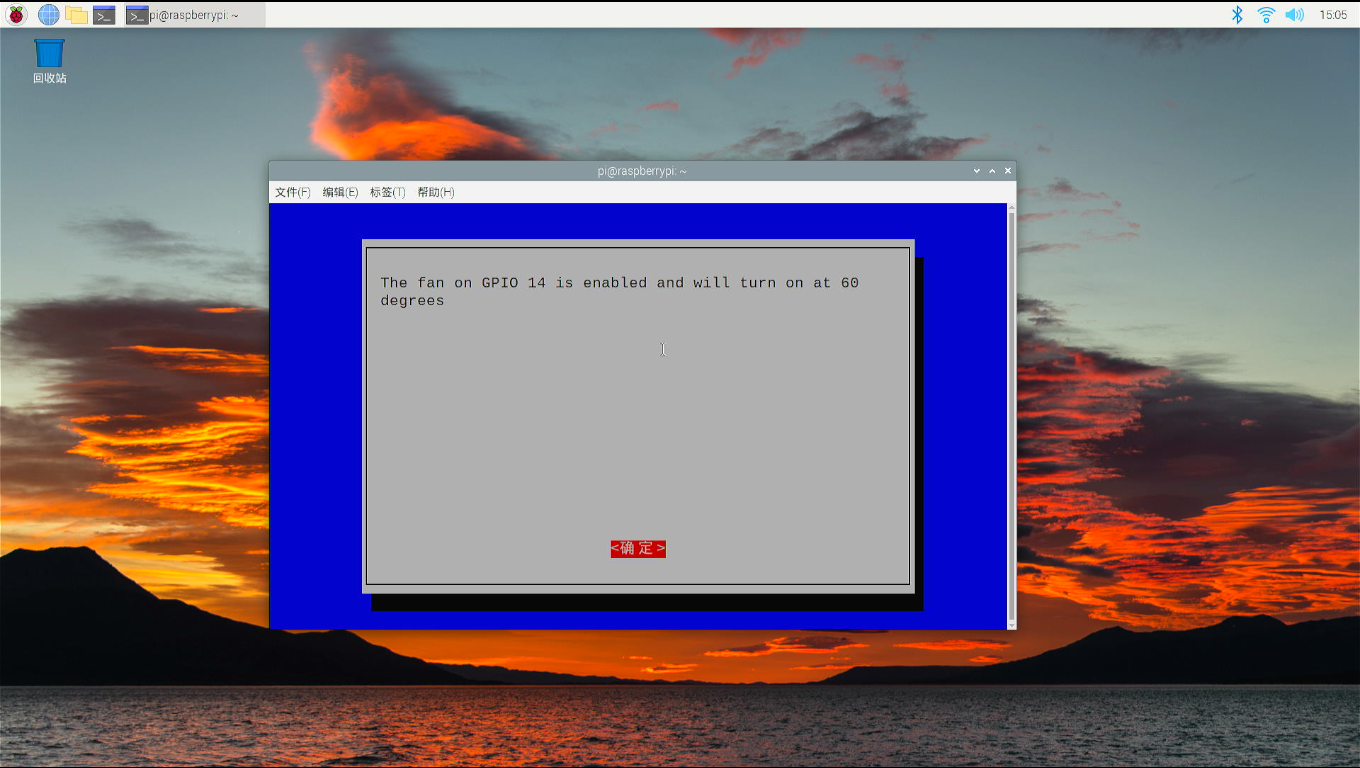 pi@raspberrypi: ~
15:05
回收站
pi@raspberrypi: ~
文件(F) 编辑(E) 标签(T) 帮助(H)
The fan on GPIO 14 is enabled and will turn on at 60
degrees
<确定>